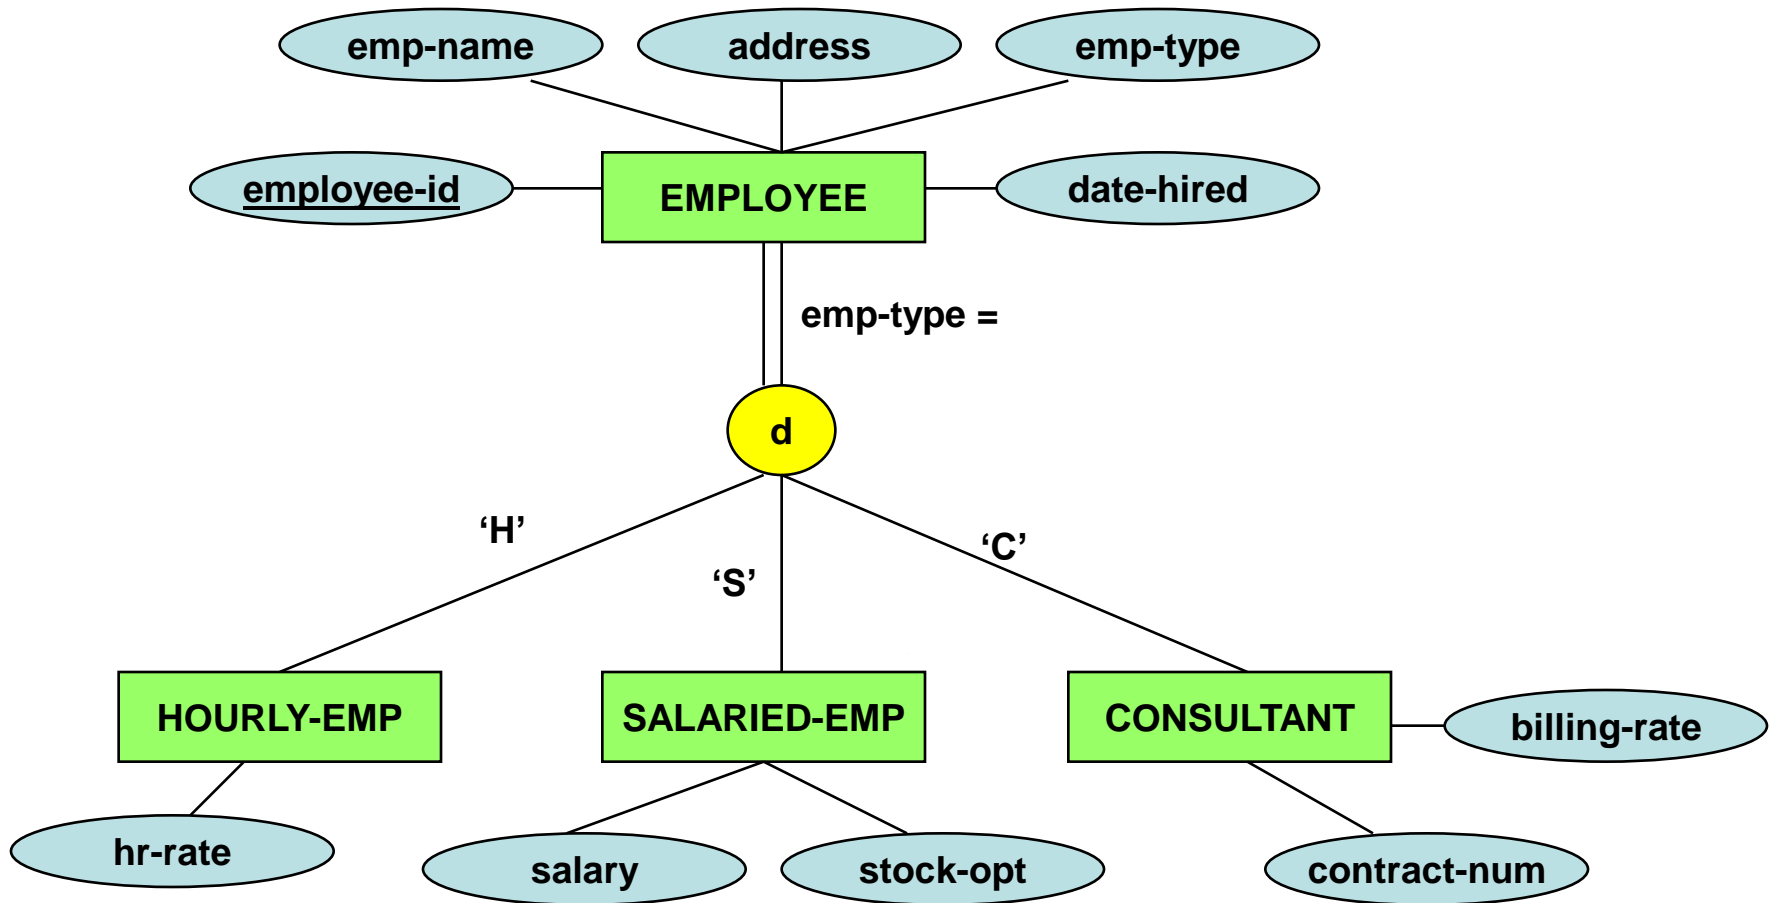 emp-name
address
emp-type
employee-id
EMPLOYEE
date-hired
emp-type =
d
‘H’
‘S’
‘C’
HOURLY-EMP
SALARIED-EMP
CONSULTANT
billing-rate
hr-rate
salary
stock-opt
contract-num